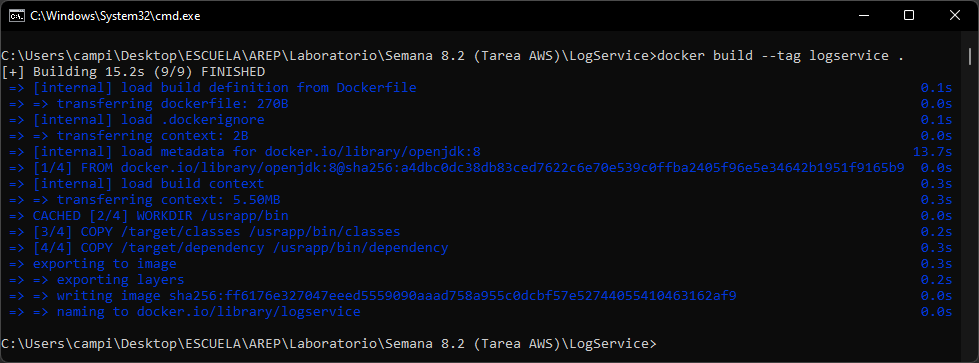 C:\Windows\System32\cmd.exe
C:\Users\campi\Desktop\ESCUELA\AREP\Laboratorio\Semana 8.2 (Tarea AWS)\LogService>docker build --tag logservice .
[+] Building 15.2s (9/9) FINISHED
=> [internal] load build definition from Dockerfile 0.1s
=> => transferring dockerfile: 270B 0.0s
=> [internal] load .dockerignore 0.1s
=> => transferring context: 2B 0.0s
=> [internal] load metadata for docker.io/library/openjdk:8 13.7s
=> [1/4] FROM docker.io/library/openjdk:8@sha256:a4dbc0dc38db83ced7622c6e70e539c0ffba2405f96e5e34642b1951f9165b9 0.0s
=> [internal] load build context 0.3s
=> => transferring context: 5.50MB 0.3s
=> CACHED [2/4] WORKDIR /usrapp/bin 0.0s
=> [3/4] COPY /target/classes /usrapp/bin/classes 0.2s
=> [4/4] COPY /target/dependency /usrapp/bin/dependency 0.3s
=> exporting to image 0.3s
=> => exporting layers 0.2s
=> => writing image sha256:ff6176e327047eeed5559090aaad758a955c0dcbf57e52744055410463162af9 0.0s
=> => naming to docker.io/library/logservice 0.0s
C:\Users\campi\Desktop\ESCUELA\AREP\Laboratorio\Semana 8.2 (Tarea AWS)\LogService>